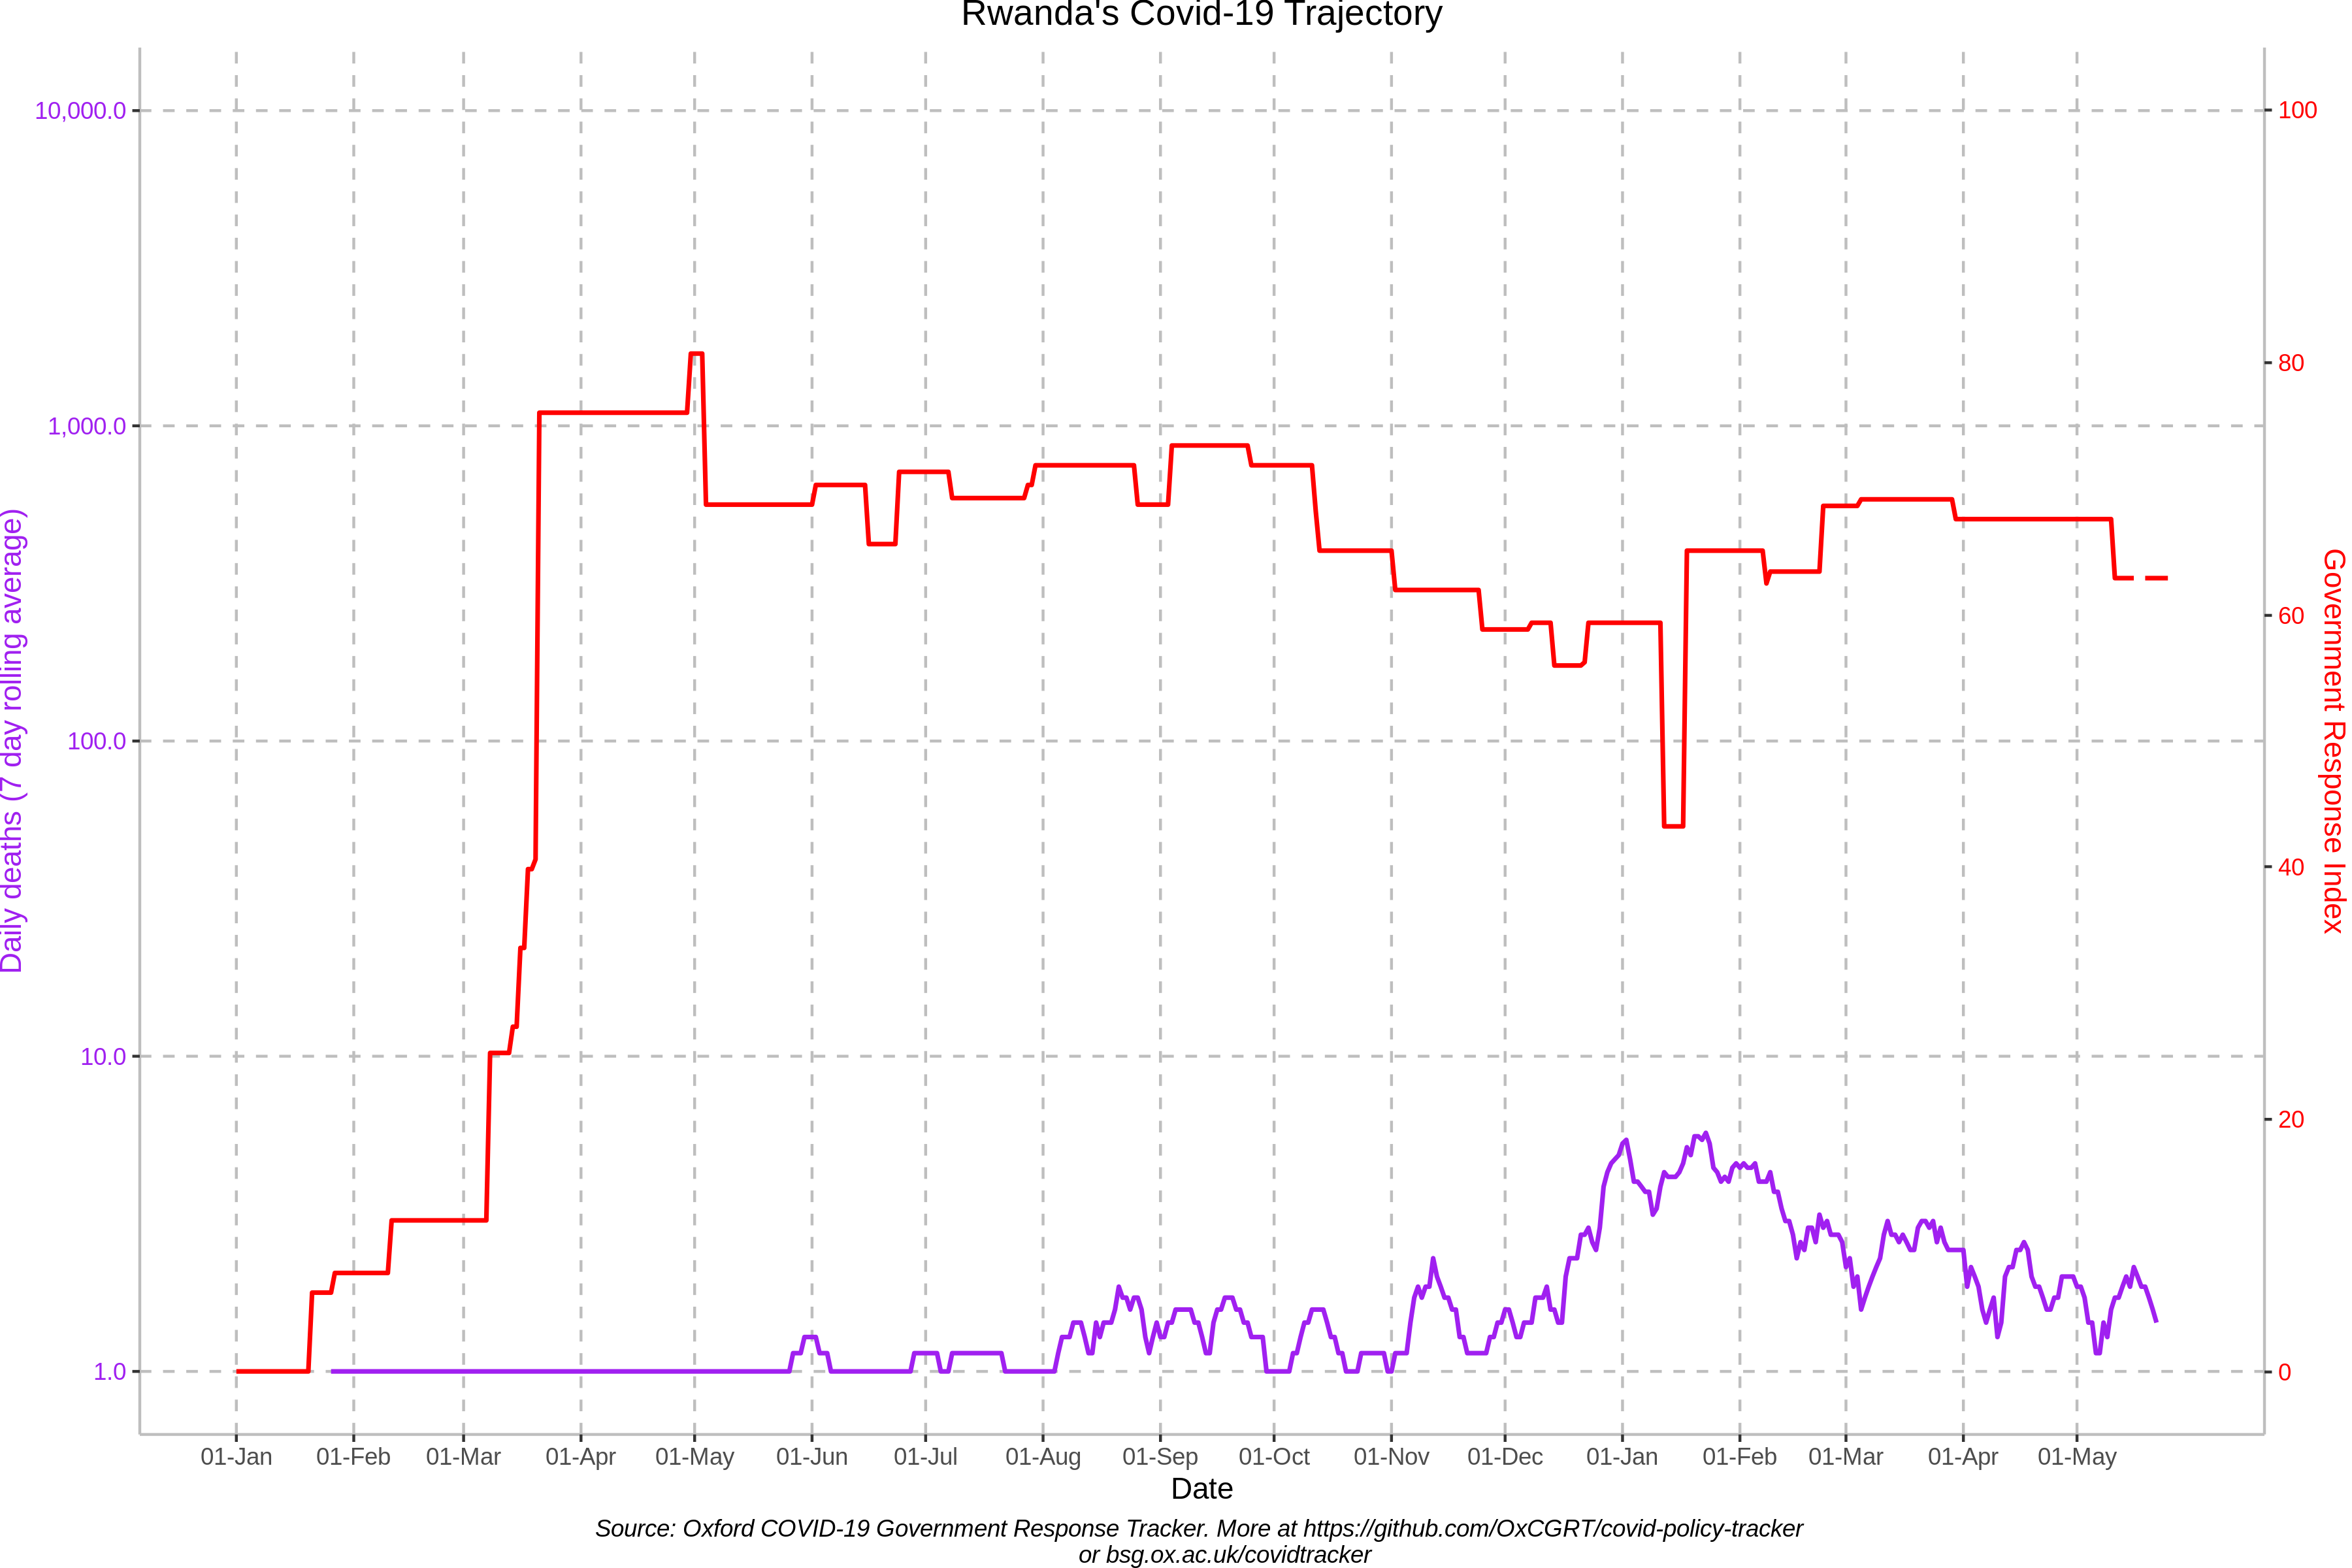 Rwanda's Covid-19 Trajectory
10,000.0
1,000.0
100.0
10.0
1.0
Daily deaths (7 day rolling average)
100
80
60
40
20
0
Government Response Index
01-Jan 01-Feb 01-Mar 01-Apr 01-May 01-Jun 01-Jul 01-Aug 01-Sep 01-Oct 01-Nov 01-Dec 01-Jan 01-Feb 01-Mar 01-Apr 01-May
Date
Source: Oxford COVID-19 Government Response Tracker. More at https://github.com/OxCGRT/covid-policy-tracker
or bsg.ox.ac.uk/covidtracker